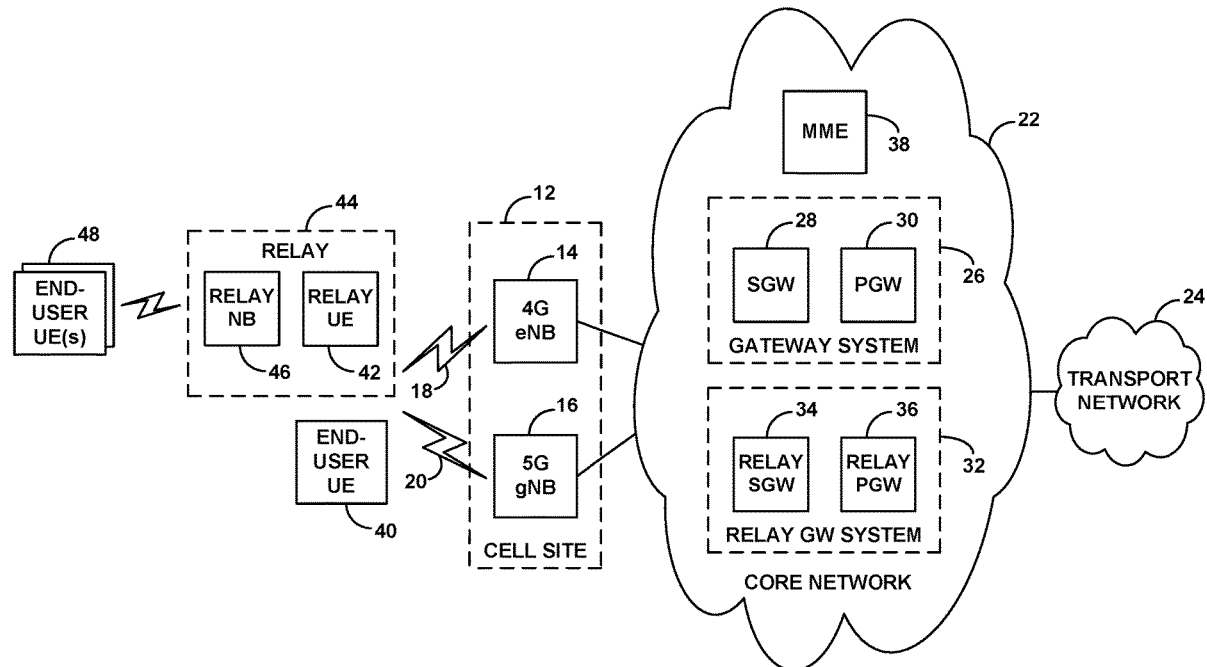 MME
38
22
12
44
48
RELAY
14
28
30
END-
USER
UE(s)
RELAY
NB
RELAY
UE
4G
eNB
SGW
PGW
26
24
46
42
18
GATEWAY SYSTEM
TRANSPORT
NETWORK
16
34
36
END-
USER
UE
20
5G
gNB
RELAY
SGW
RELAY
PGW
32
40
CELL SITE
RELAY GW SYSTEM
CORE NETWORK